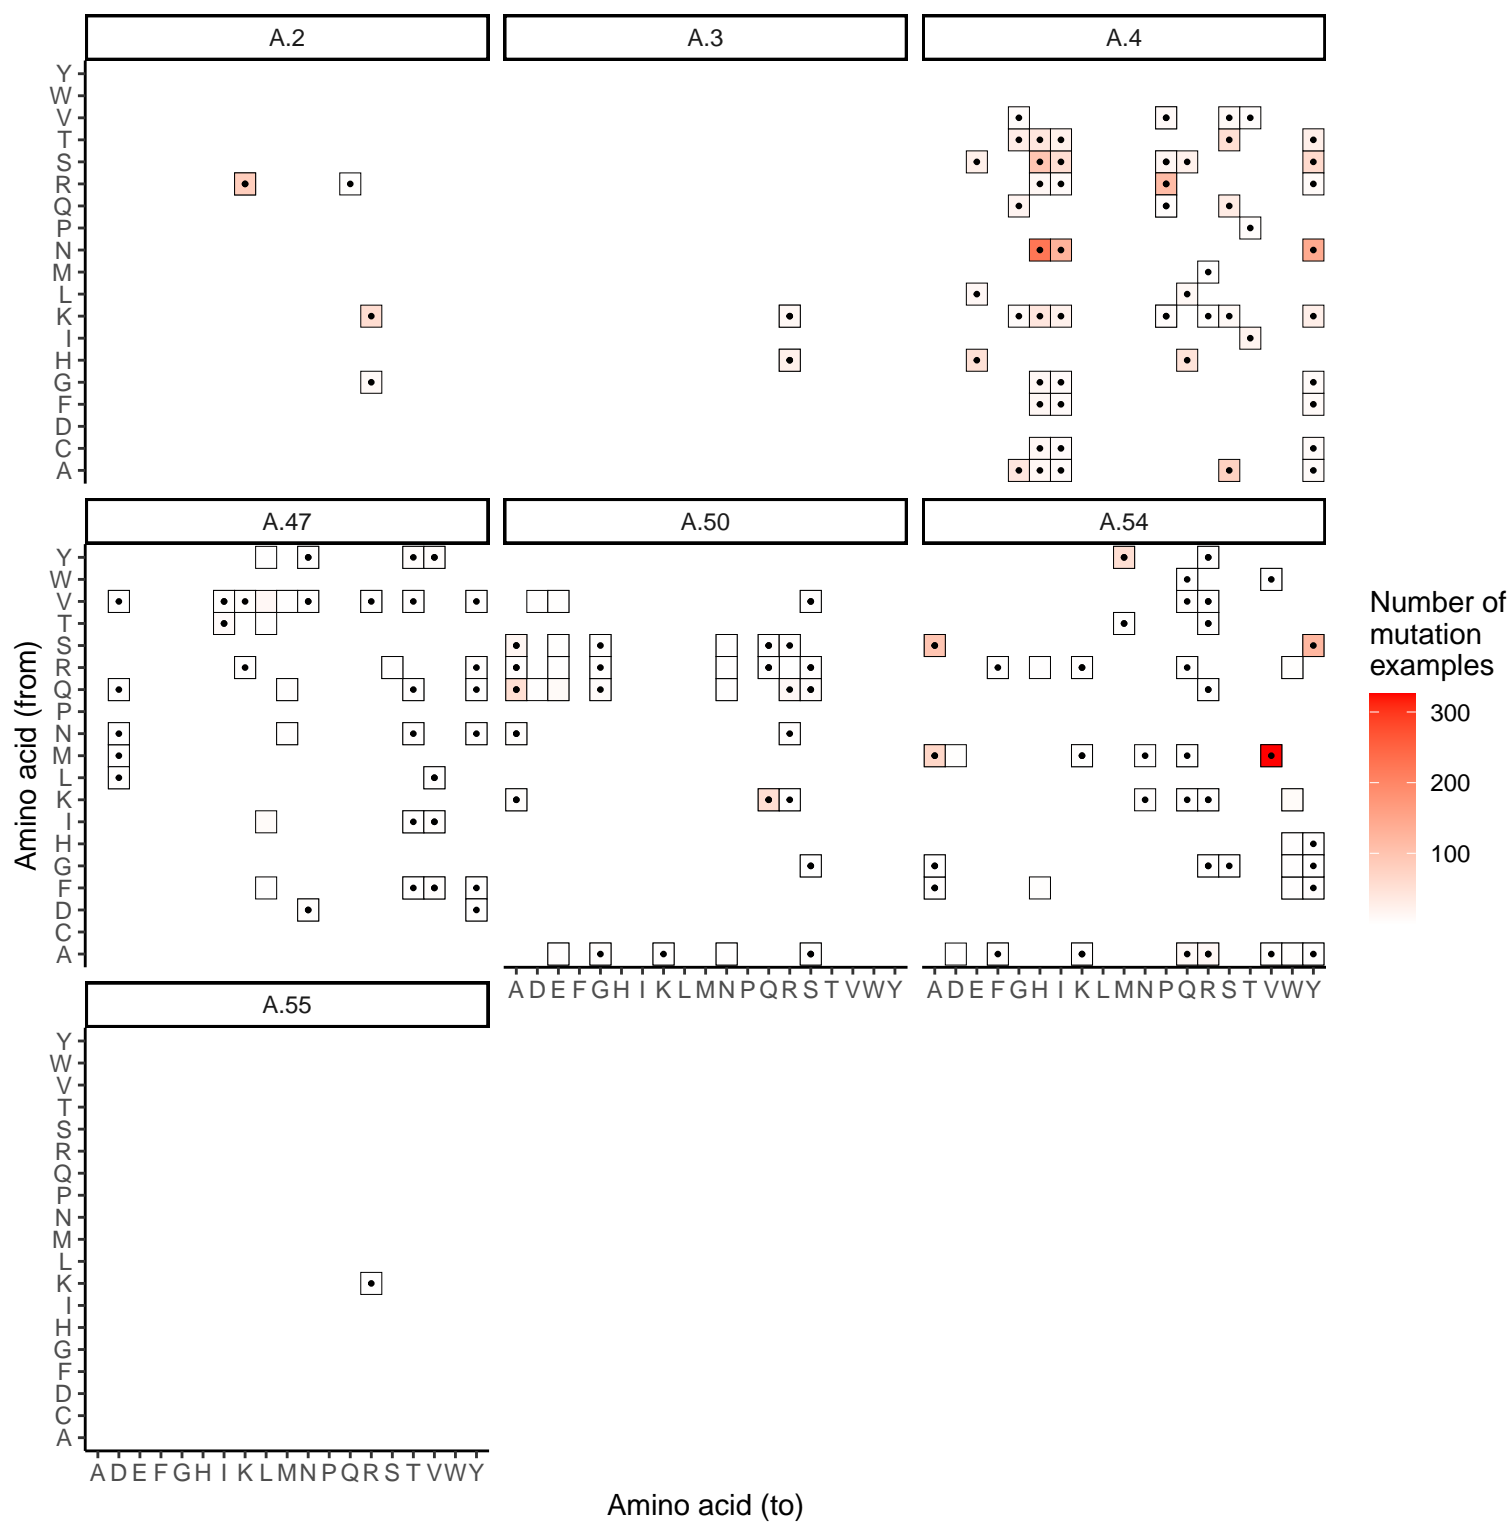 A.2
A.3
A.4
Y
W
V
T
S
R
Q
P
N
M
L
K
I
H
G
F
D
C
A
A.47
A.50
A.54
Y
W
V
T
S
R
Q
P
N
M
L
K
I
H
G
F
D
C
A
A D E F G H I K L M N P Q R S T V W Y
A D E F G H I K L M N P Q R S T V W Y
A.55
Y
W
V
T
S
R
Q
P
N
M
L
K
I
H
G
F
D
C
A
A D E F G H I K L M N P Q R S T V W Y
Amino acid (to)
Amino acid (from)
Number of
mutation
examples
300
200
100